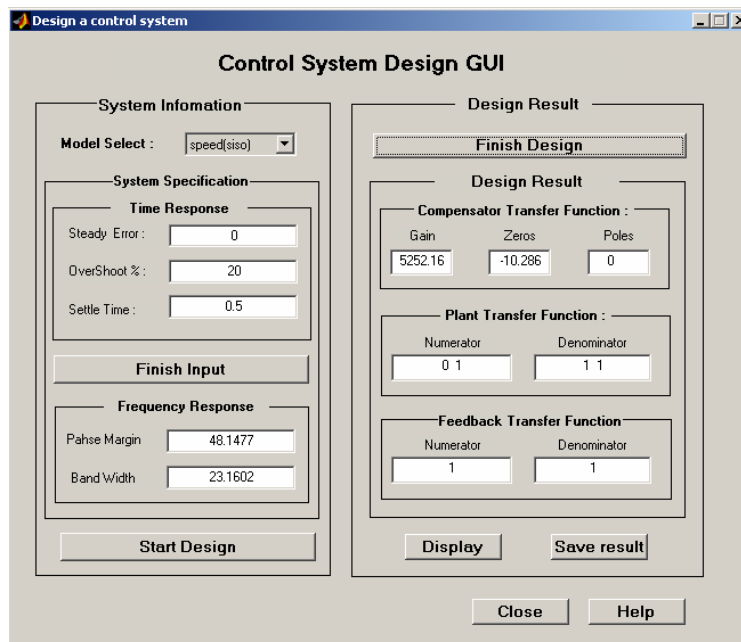 Design a control system
Control System Design GUI
System Infomation
Model Select :
speed(siso)
System Specification
Time Response
Steady Error :
0
OverShoot % :
20
Settle Time :
0.5
Finish Input
Frequency Response
Pahse Margin
48.1477
Band Width
23.1602
Start Design
Design Result
Finish Design
Design Result
Compensator Transfer Function :
Gain Zeros Poles
5252.16 -10.286 0
Plant Transfer Function :
Numerator Denominator
0 1 1 1
Feedback Transfer Function
Numerator Denominator
1 1
Display Save result
Close Help